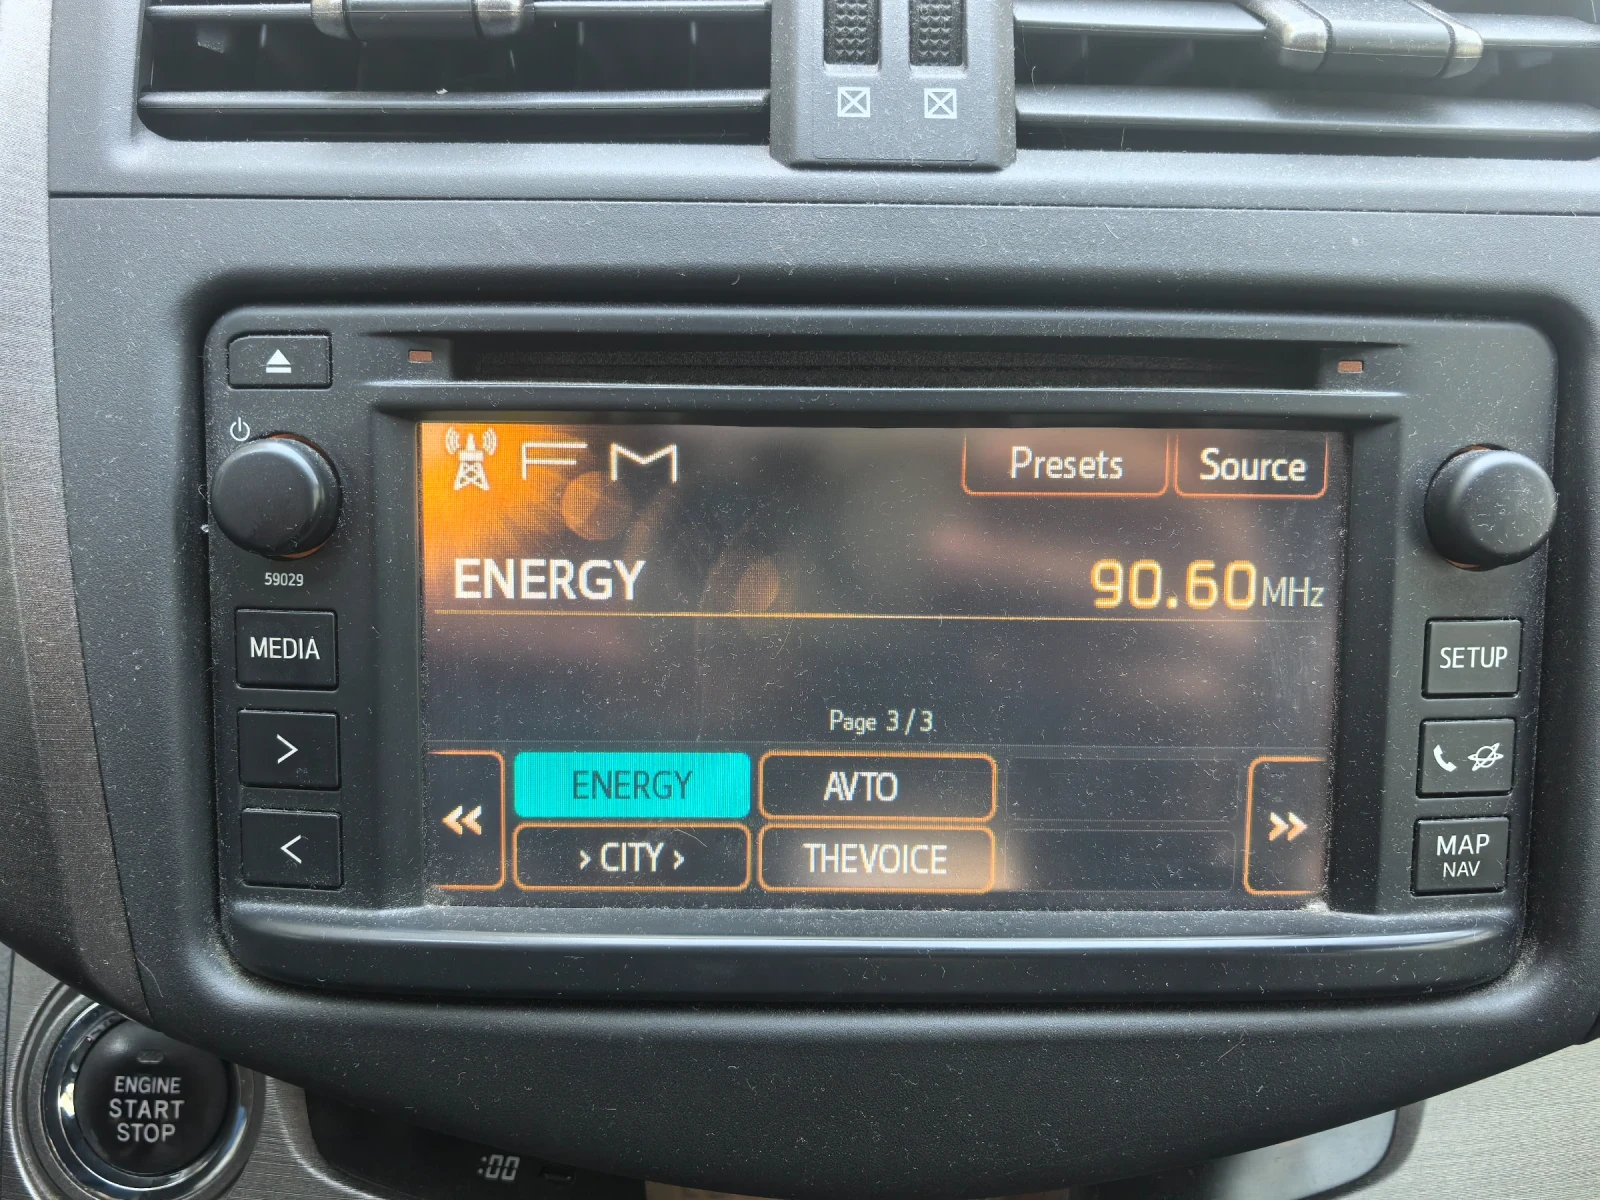 FM
Presets
Source
ENERGY
90.60MHz
59029
MEDIA
SETUP
Page 3/3
ENERGY
AVTO
› CITY ›
THEVOICE
MAP
NAV
ENGINE
START
STOP
:00